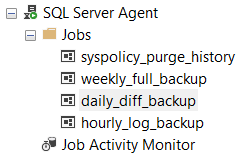 SQL Server Agent
Jobs
syspolicy_purge_history
weekly_full_backup
daily_diff_backup
hourly_log_backup
Job Activity Monitor